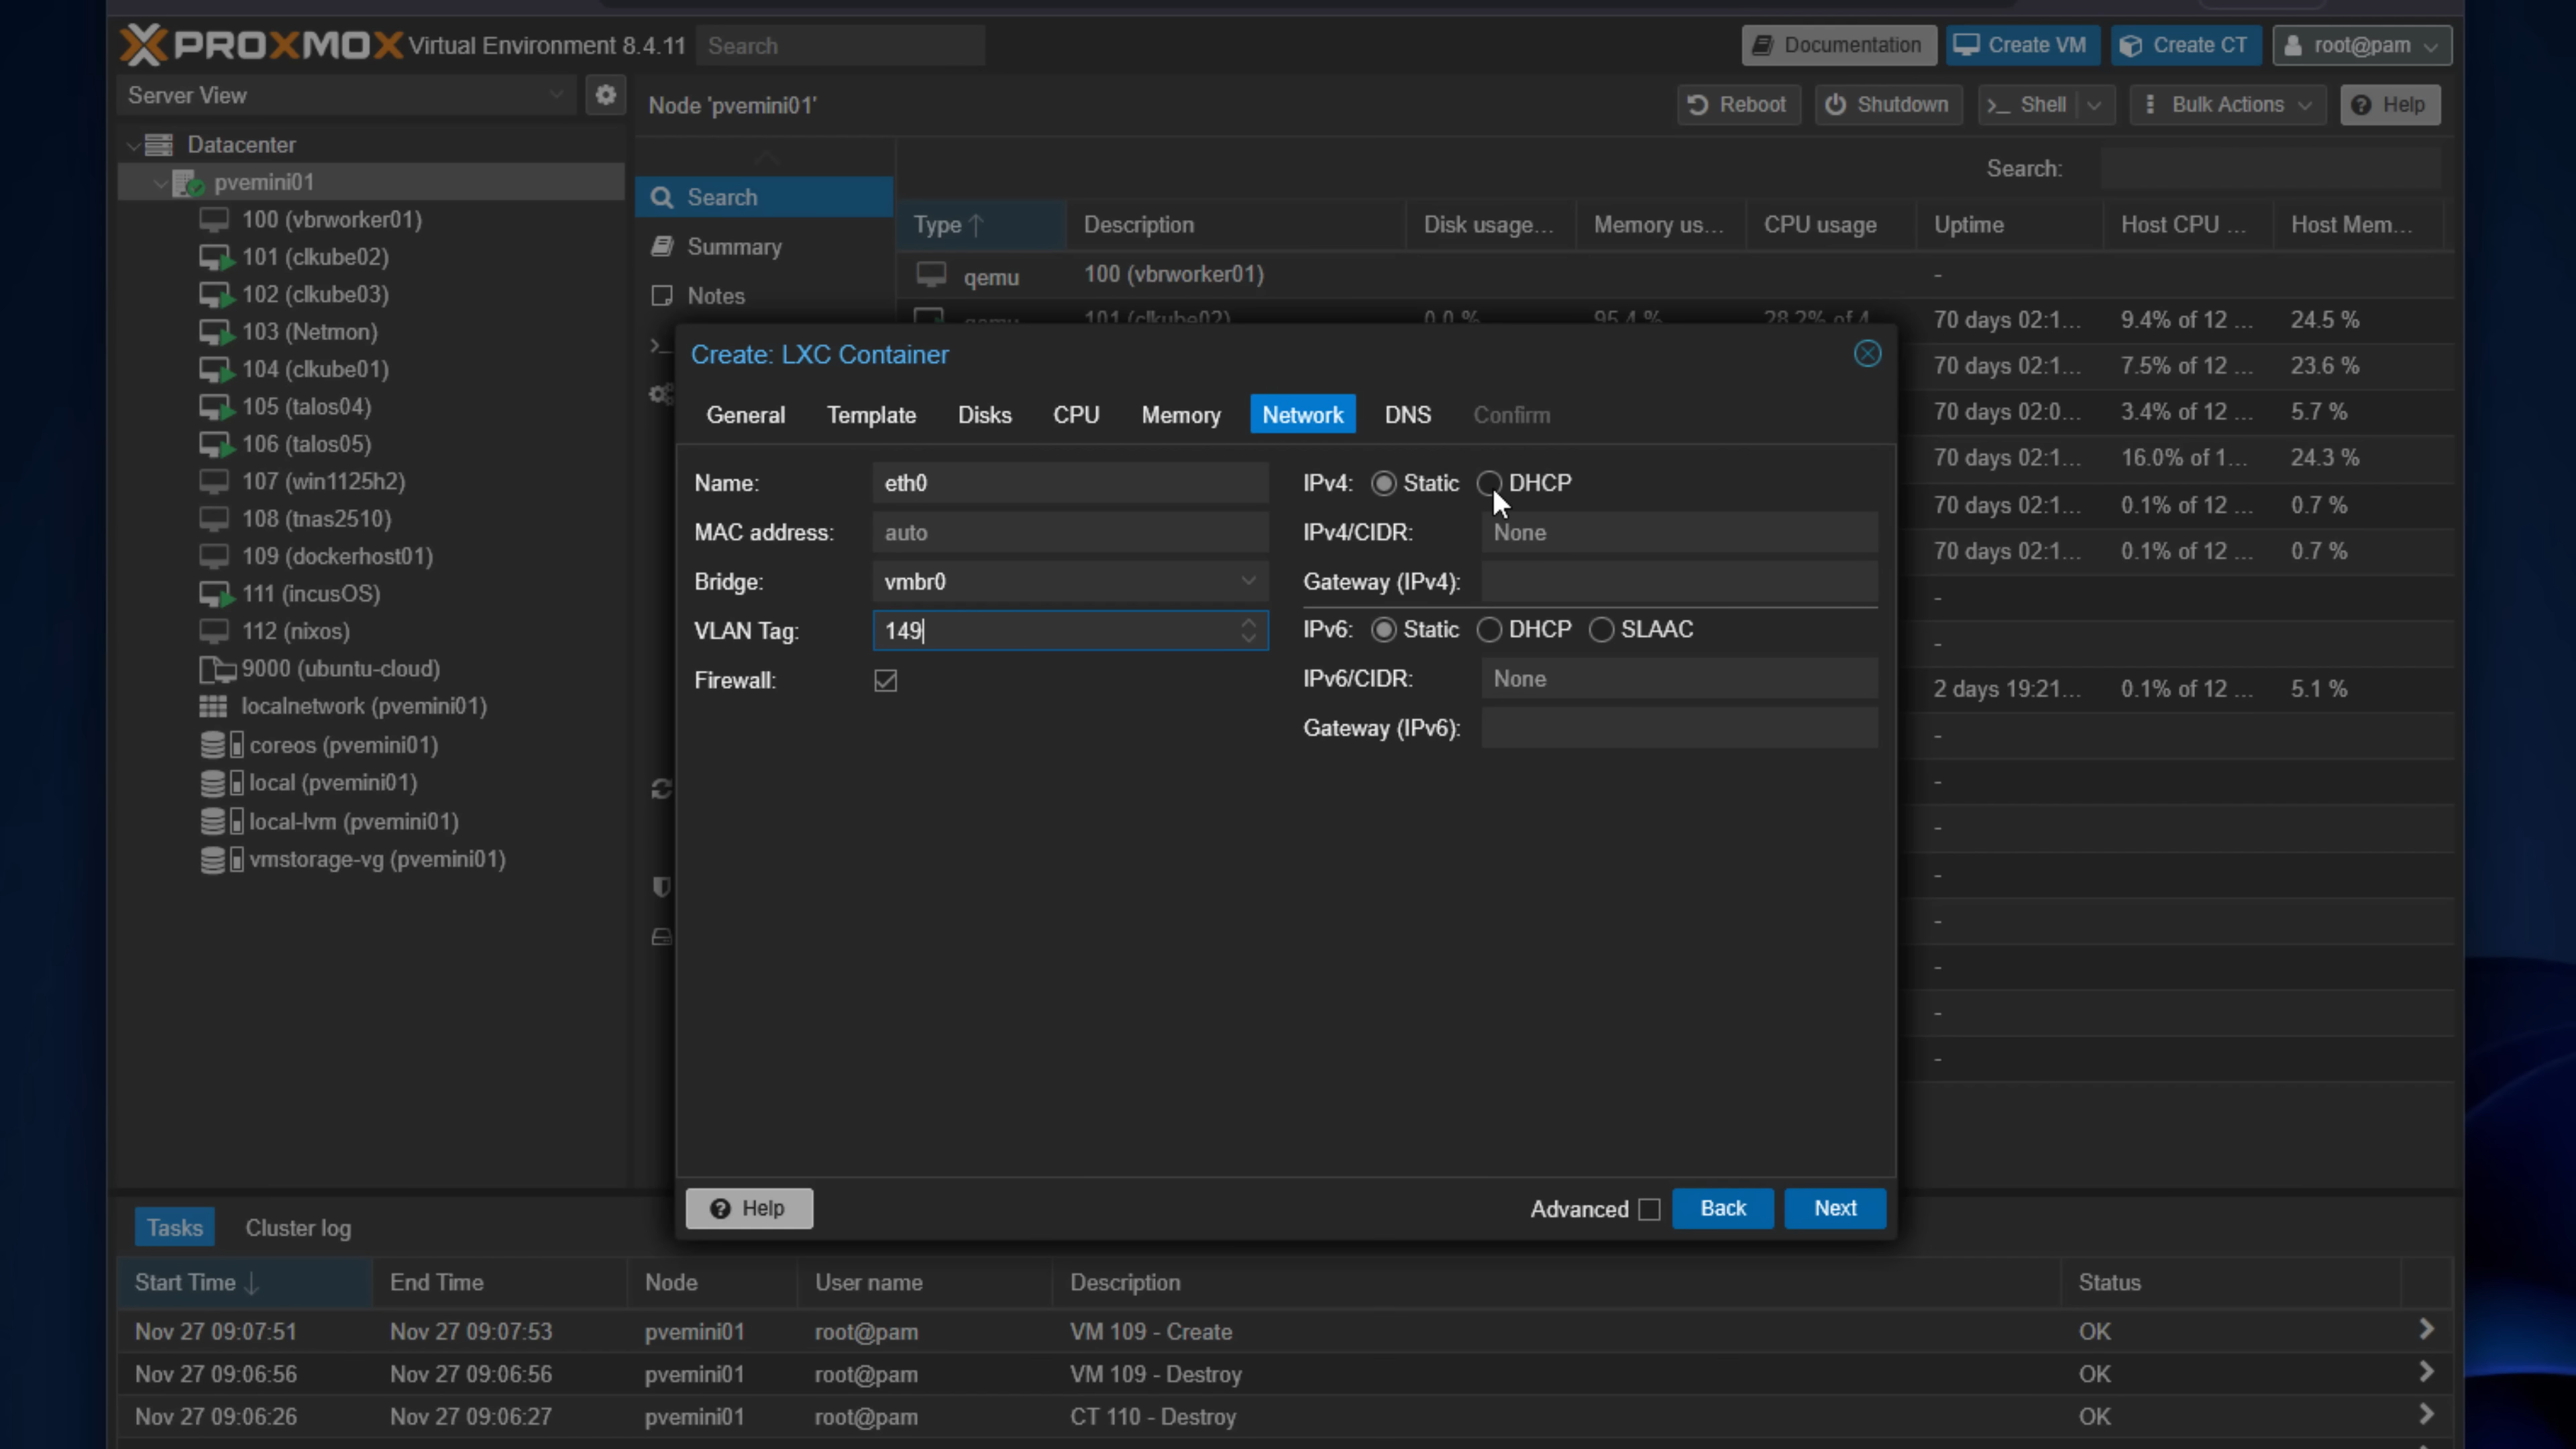 PROXMOX Virtual Environment 8.4.11 Search Documentation Create VM Create CT root@pam
Server View
Node 'pvemini01' Reboot Shutdown Shell Bulk Actions Help
Datacenter
pvemini01
100 (vbrworker01)
101 (clkube02)
102 (clkube03)
103 (Netmon)
104 (clkube01)
105 (talos04)
106 (talos05)
107 (win1125h2)
108 (tnas2510)
109 (dockerhost01)
111 (incusOS)
112 (nixos)
9000 (ubuntu-cloud)
localnetwork (pvemini01)
coreos (pvemini01)
local (pvemini01)
local-lvm (pvemini01)
vmstorage-vg (pvemini01)
Search
Summary
Notes
Search:
Type Description Disk usage... Memory us... CPU usage Uptime Host CPU ... Host Mem...
qemu 100 (vbrworker01) -
qemu 101 (clkube02) 0.0 % 95.4 % 28.2% of 4 70 days 02:1... 9.4% of 12 ... 24.5 %
70 days 02:1... 7.5% of 12 ... 23.6 %
70 days 02:0... 3.4% of 12 ... 5.7 %
70 days 02:1... 16.0% of 1... 24.3 %
70 days 02:1... 0.1% of 12 ... 0.7 %
70 days 02:1... 0.1% of 12 ... 0.7 %
-
-
2 days 19:21... 0.1% of 12 ... 5.1 %
-
-
-
-
-
-
-
-
Create: LXC Container
General Template Disks CPU Memory Network DNS Confirm
Name: eth0
MAC address: auto
Bridge: vmbr0
VLAN Tag: 149
Firewall:
IPv4: Static DHCP
IPv4/CIDR: None
Gateway (IPv4):
IPv6: Static DHCP SLAAC
IPv6/CIDR: None
Gateway (IPv6):
Help Advanced Back Next
Tasks Cluster log
Start Time End Time Node User name Description Status
Nov 27 09:07:51 Nov 27 09:07:53 pvemini01 root@pam VM 109 - Create OK
Nov 27 09:06:56 Nov 27 09:06:56 pvemini01 root@pam VM 109 - Destroy OK
Nov 27 09:06:26 Nov 27 09:06:27 pvemini01 root@pam CT 110 - Destroy OK